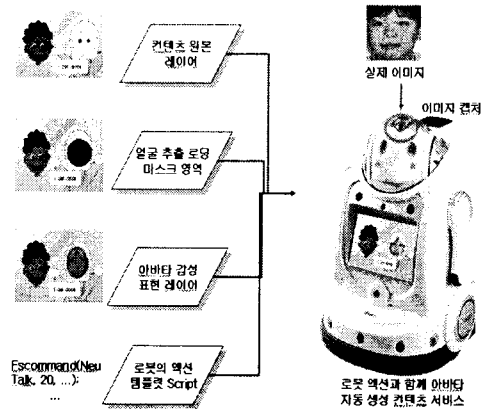 컨텐츠 원본
레이어
얼굴 추출 로딩
마스크 영역
아바타 감성
표현 레이어
Escommand(Neu
Talk, 20, ...);
...
로봇의 액션
템플릿 Script
실제 이미지
이미지 캡처
로봇 액션과 함께 아바타
자동 생성 컨텐츠 서비스